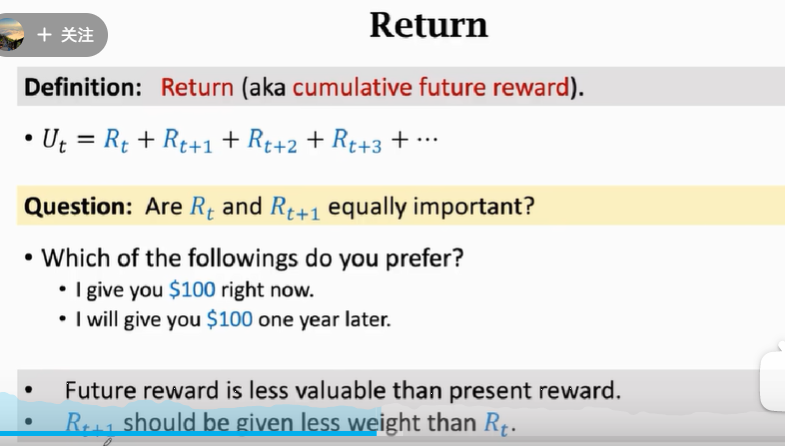 Return
+ 关注
Definition: Return (aka cumulative future reward).
• U_t = R_t + R_{t+1} + R_{t+2} + R_{t+3} + ⋯
Question: Are R_t and R_{t+1} equally important?
• Which of the followings do you prefer?
• I give you $100 right now.
• I will give you $100 one year later.
• Future reward is less valuable than present reward.
• R_{t+1} should be given less weight than R_t.